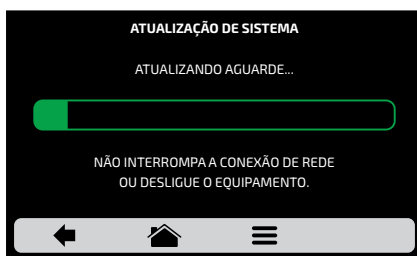 ATUALIZAÇÃO DE SISTEMA
ATUALIZANDO AGUARDE...
NÃO INTERROMPA A CONEXÃO DE REDE
OU DESLIGUE O EQUIPAMENTO.